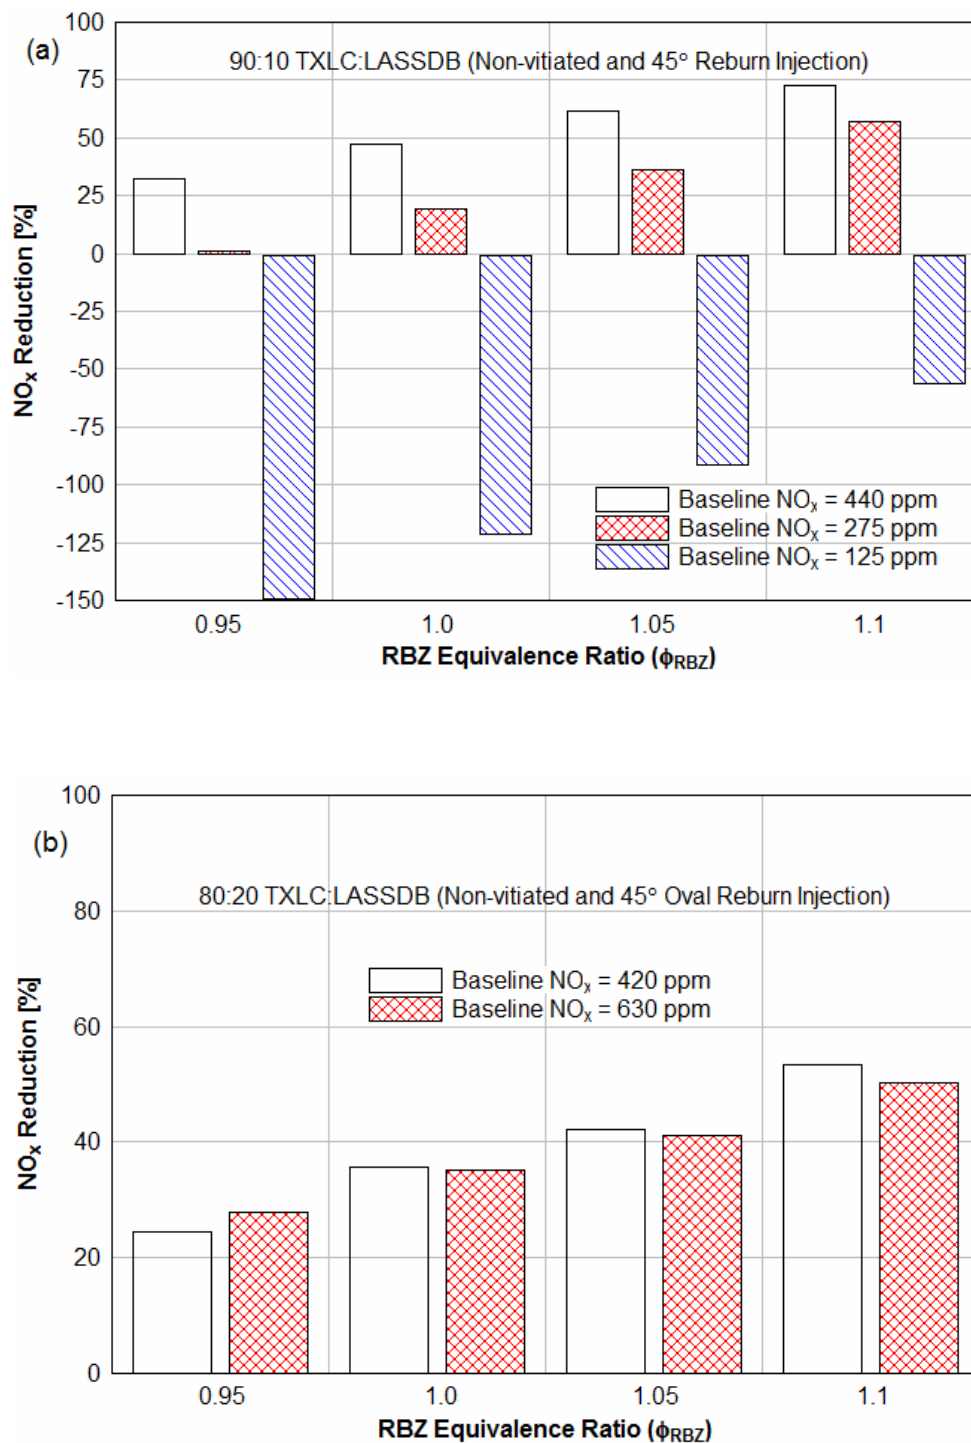 (a)
90:10 TXLC:LASSDB (Non-vitiated and 45° Reburn Injection)
NOx Reduction [%]
100
75
50
25
0
-25
-50
-75
-100
-125
-150
Baseline NOx = 440 ppm
Baseline NOx = 275 ppm
Baseline NOx = 125 ppm
0.95 1.0 1.05 1.1
RBZ Equivalence Ratio (ϕRBZ)
(b)
80:20 TXLC:LASSDB (Non-vitiated and 45° Oval Reburn Injection)
NOx Reduction [%]
100
80
60
40
20
0
Baseline NOx = 420 ppm
Baseline NOx = 630 ppm
0.95 1.0 1.05 1.1
RBZ Equivalence Ratio (ϕRBZ)